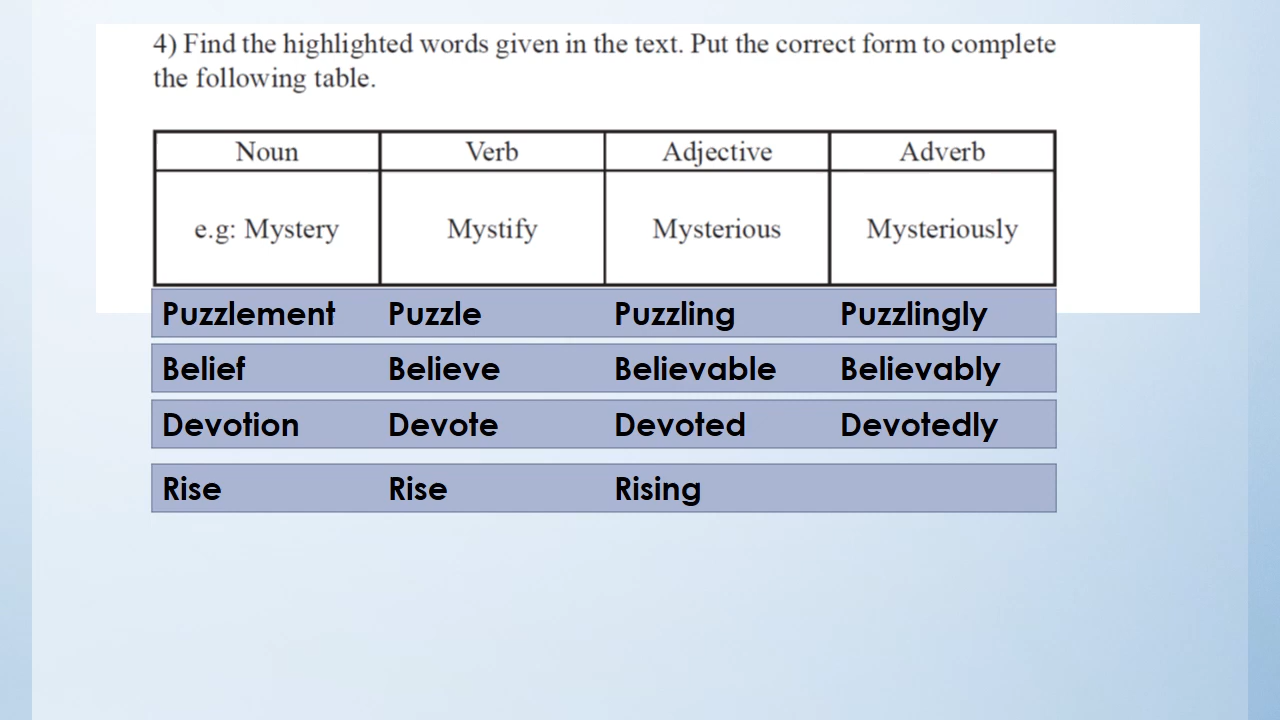 4) Find the highlighted words given in the text. Put the correct form to complete
the following table.
Noun Verb Adjective Adverb
e.g: Mystery Mystify Mysterious Mysteriously
Puzzlement Puzzle Puzzling Puzzlingly
Belief Believe Believable Believably
Devotion Devote Devoted Devotedly
Rise Rise Rising